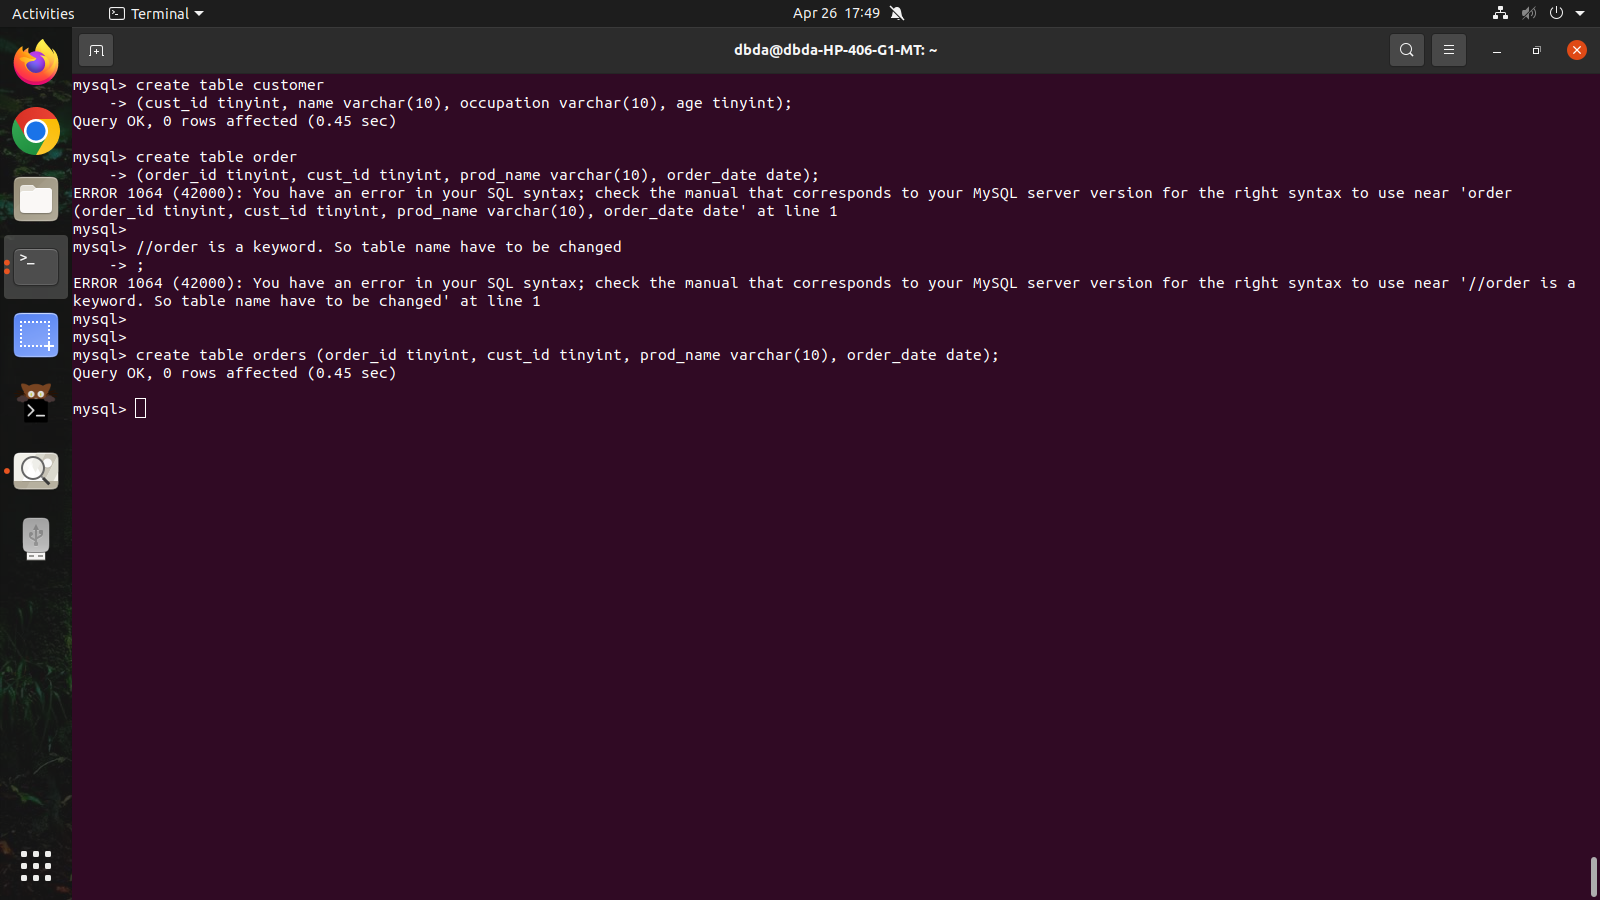 Activities
Terminal
Apr 26 17:49
dbda@dbda-HP-406-G1-MT: ~
mysql> create table customer
    -> (cust_id tinyint, name varchar(10), occupation varchar(10), age tinyint);
Query OK, 0 rows affected (0.45 sec)
mysql> create table order
    -> (order_id tinyint, cust_id tinyint, prod_name varchar(10), order_date date);
ERROR 1064 (42000): You have an error in your SQL syntax; check the manual that corresponds to your MySQL server version for the right syntax to use near 'order
(order_id tinyint, cust_id tinyint, prod_name varchar(10), order_date date' at line 1
mysql>
mysql> //order is a keyword. So table name have to be changed
    -> ;
ERROR 1064 (42000): You have an error in your SQL syntax; check the manual that corresponds to your MySQL server version for the right syntax to use near '//order is a
keyword. So table name have to be changed' at line 1
mysql>
mysql>
mysql> create table orders (order_id tinyint, cust_id tinyint, prod_name varchar(10), order_date date);
Query OK, 0 rows affected (0.45 sec)
mysql>